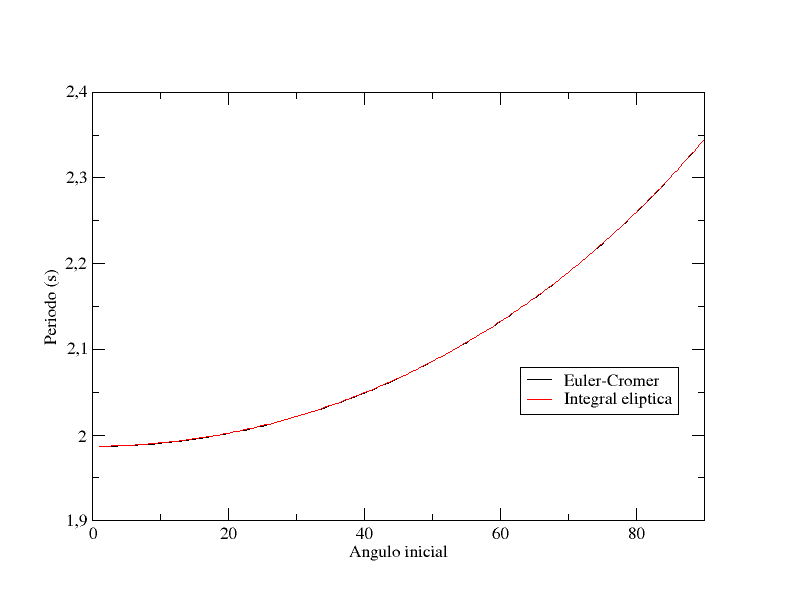 2,4
2,3
2,2
2,1
2
1,9
Periodo (s)
Euler-Cromer
Integral eliptica
0 20 40 60 80
Angulo inicial